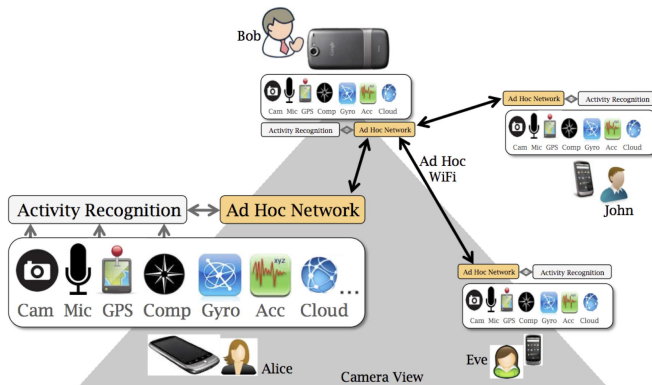 Bob
Cam Mic GPS Comp Gyro Acc Cloud
Activity Recognition Ad Hoc Network
Ad Hoc Network Activity Recognition
Cam Mic GPS Comp Gyro Acc Cloud
John
Ad Hoc
WiFi
Activity Recognition Ad Hoc Network
xyz
Cam Mic GPS Comp Gyro Acc Cloud...
Alice
Ad Hoc Network Activity Recognition
Cam Mic GPS Comp Gyro Acc Cloud
Eve
Camera View